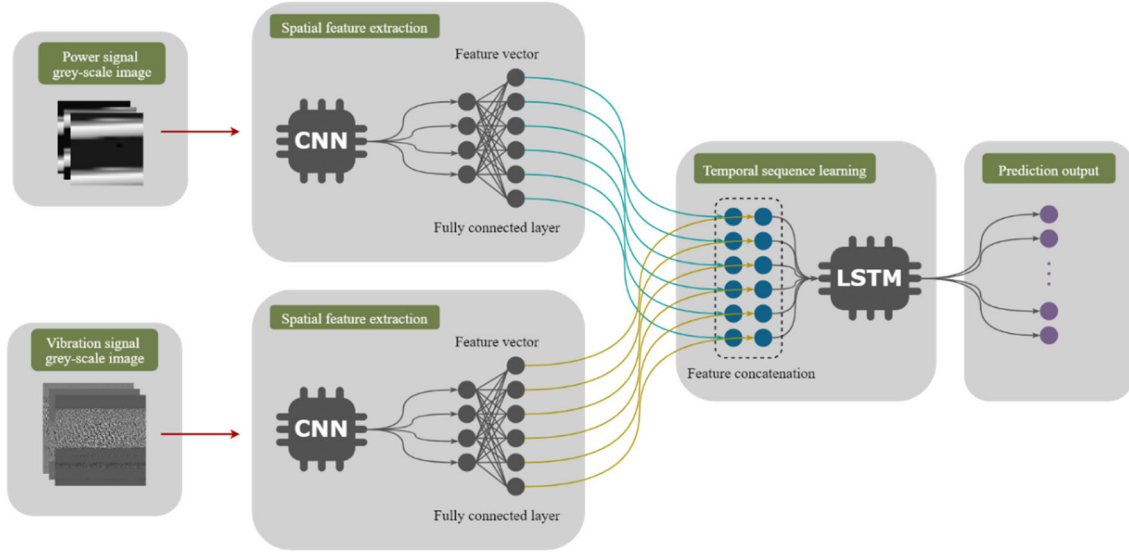 Power signal
grey-scale image
Spatial feature extraction
Feature vector
CNN
Fully connected layer
Vibration signal
grey-scale image
Spatial feature extraction
Feature vector
CNN
Fully connected layer
Temporal sequence learning
LSTM
Feature concatenation
Prediction output